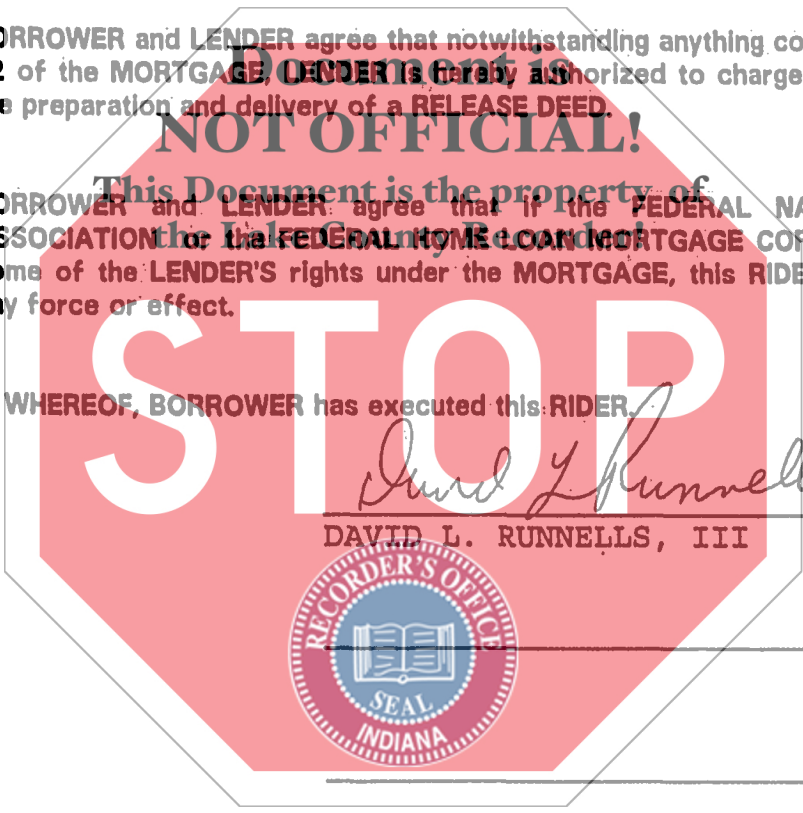 ORROWER and LENDER agree that notwithstanding anything co
2 of the MORTGAGE, LENDER is hereby authorized to charge
e preparation and delivery of a RELEASE DEED.
Document is
NOT OFFICIAL!
This Document is the property of
the Lake County Recorder!
ORROWER and LENDER agree that if the FEDERAL NA
SSOCIATION or the FEDERAL HOME LOAN MORTGAGE COR
ome of the LENDER'S rights under the MORTGAGE, this RIDE
y force or effect.
STOP
WHEREOF, BORROWER has executed this RIDER.
David L Runnells
DAVID L. RUNNELLS, III
RECORDER'S OFFICE
SEAL
INDIANA